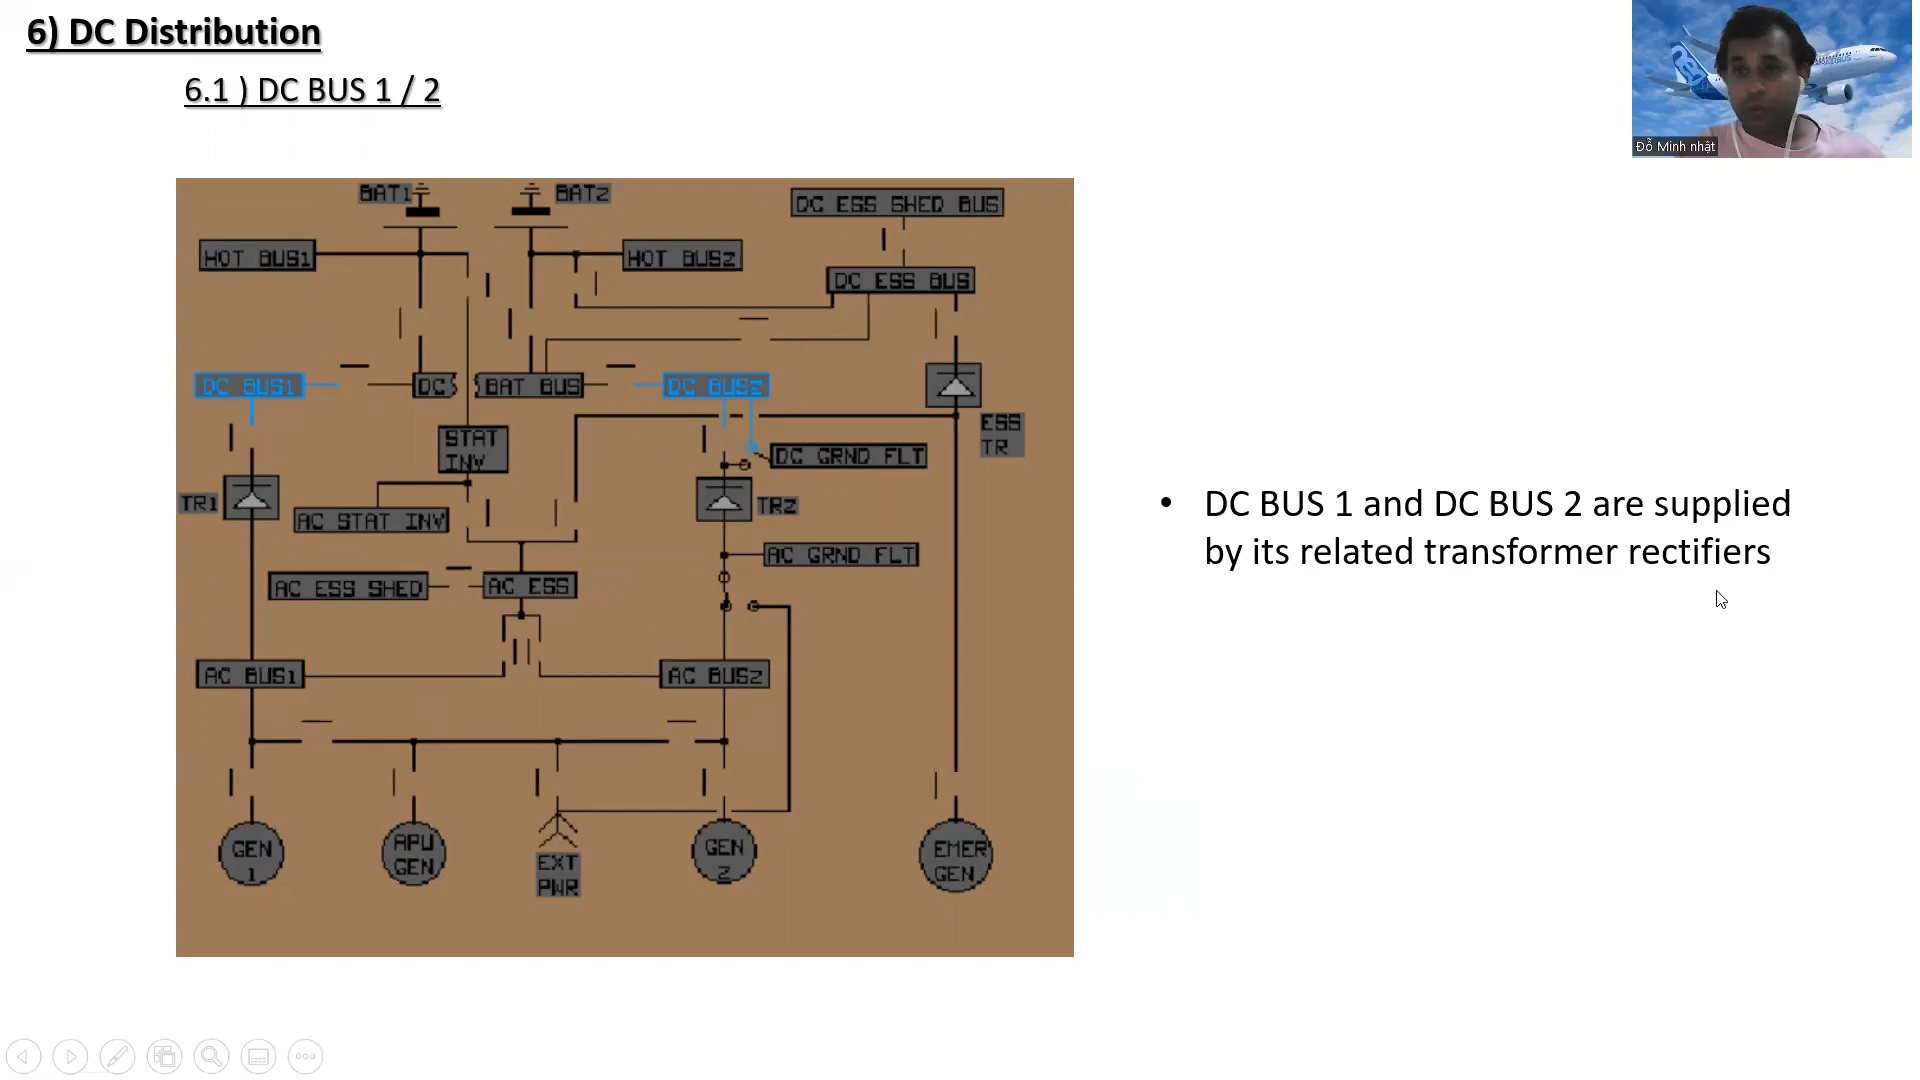 6) DC Distribution
6.1 ) DC BUS 1 / 2
Đỗ Minh nhật
BAT1
BAT2
DC ESS SHED BUS
HOT BUS1
HOT BUS2
DC ESS BUS
DC BUS1
DC
BAT BUS
DC BUS2
ESS
TR
STAT
INV
DC GRND FLT
TR1
TR2
AC STAT INV
AC GRND FLT
AC ESS SHED
AC ESS
AC BUS1
AC BUS2
GEN
1
APU
GEN
EXT
PWR
GEN
2
EMER
GEN
• DC BUS 1 and DC BUS 2 are supplied
by its related transformer rectifiers